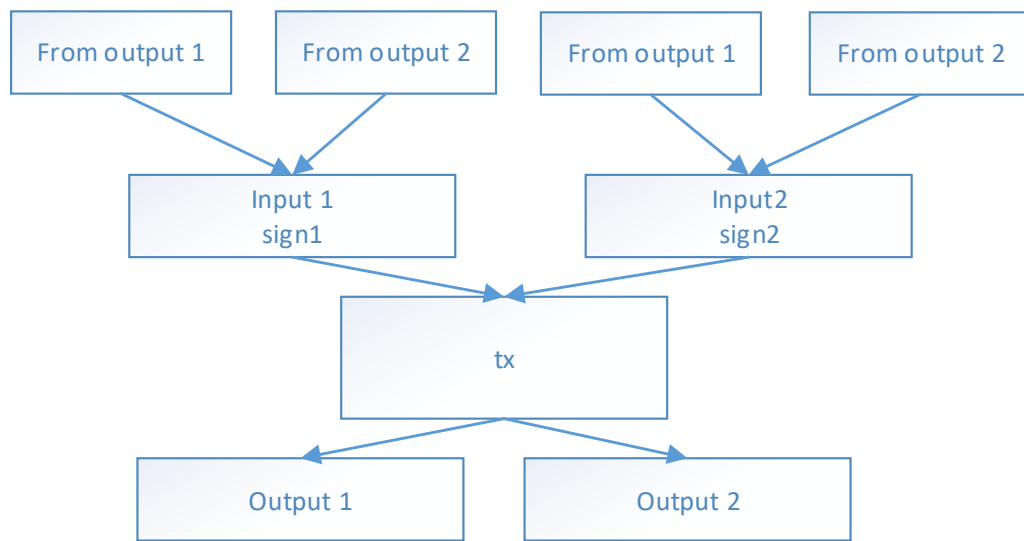 From output 1
From output 2
From output 1
From output 2
Input 1
sign1
Input2
sign2
tx
Output 1
Output 2